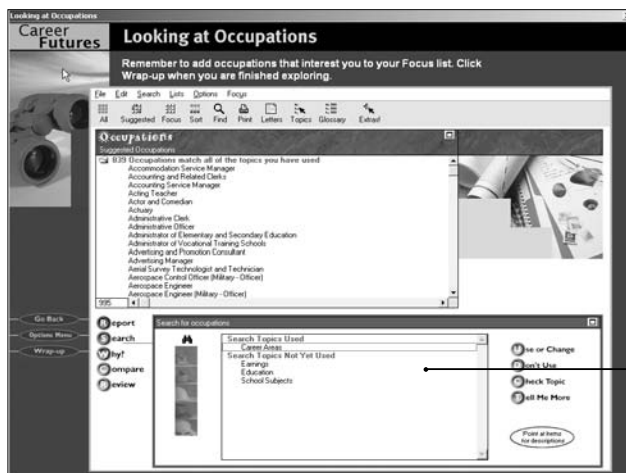 Looking at Occupations
Career
Futures
Looking at Occupations
Remember to add occupations that interest you to your Focus list. Click
Wrap-up when you are finished exploring.
File Edit Search Lists Options Focus
All Suggested Focus Sort Find Print Letters Topics Glossary Extras!
Occupations
Suggested Occupations
839 Occupations match all of the topics you have used
Accommodation Service Manager
Accounting and Related Clerks
Accounting Service Manager
Acting Teacher
Actor and Comedian
Actuary
Administrative Clerk
Administrative Officer
Administrator of Elementary and Secondary Education
Administrator of Vocational Training Schools
Advertising and Promotion Consultant
Advertising Manager
Aerial Survey Technologist and Technician
Aerospace Control Officer (Military - Officer)
Aerospace Engineer
Aerospace Engineer (Military - Officer)
995
Go Back
Options Menu
Wrap-up
Report
Search
Why?
Compare
Review
Search for occupations
Search Topics Used
Career Areas
Search Topics Not Yet Used
Earnings
Education
School Subjects
Use or Change
Don't Use
Check Topic
Tell Me More
Point at items
for descriptions